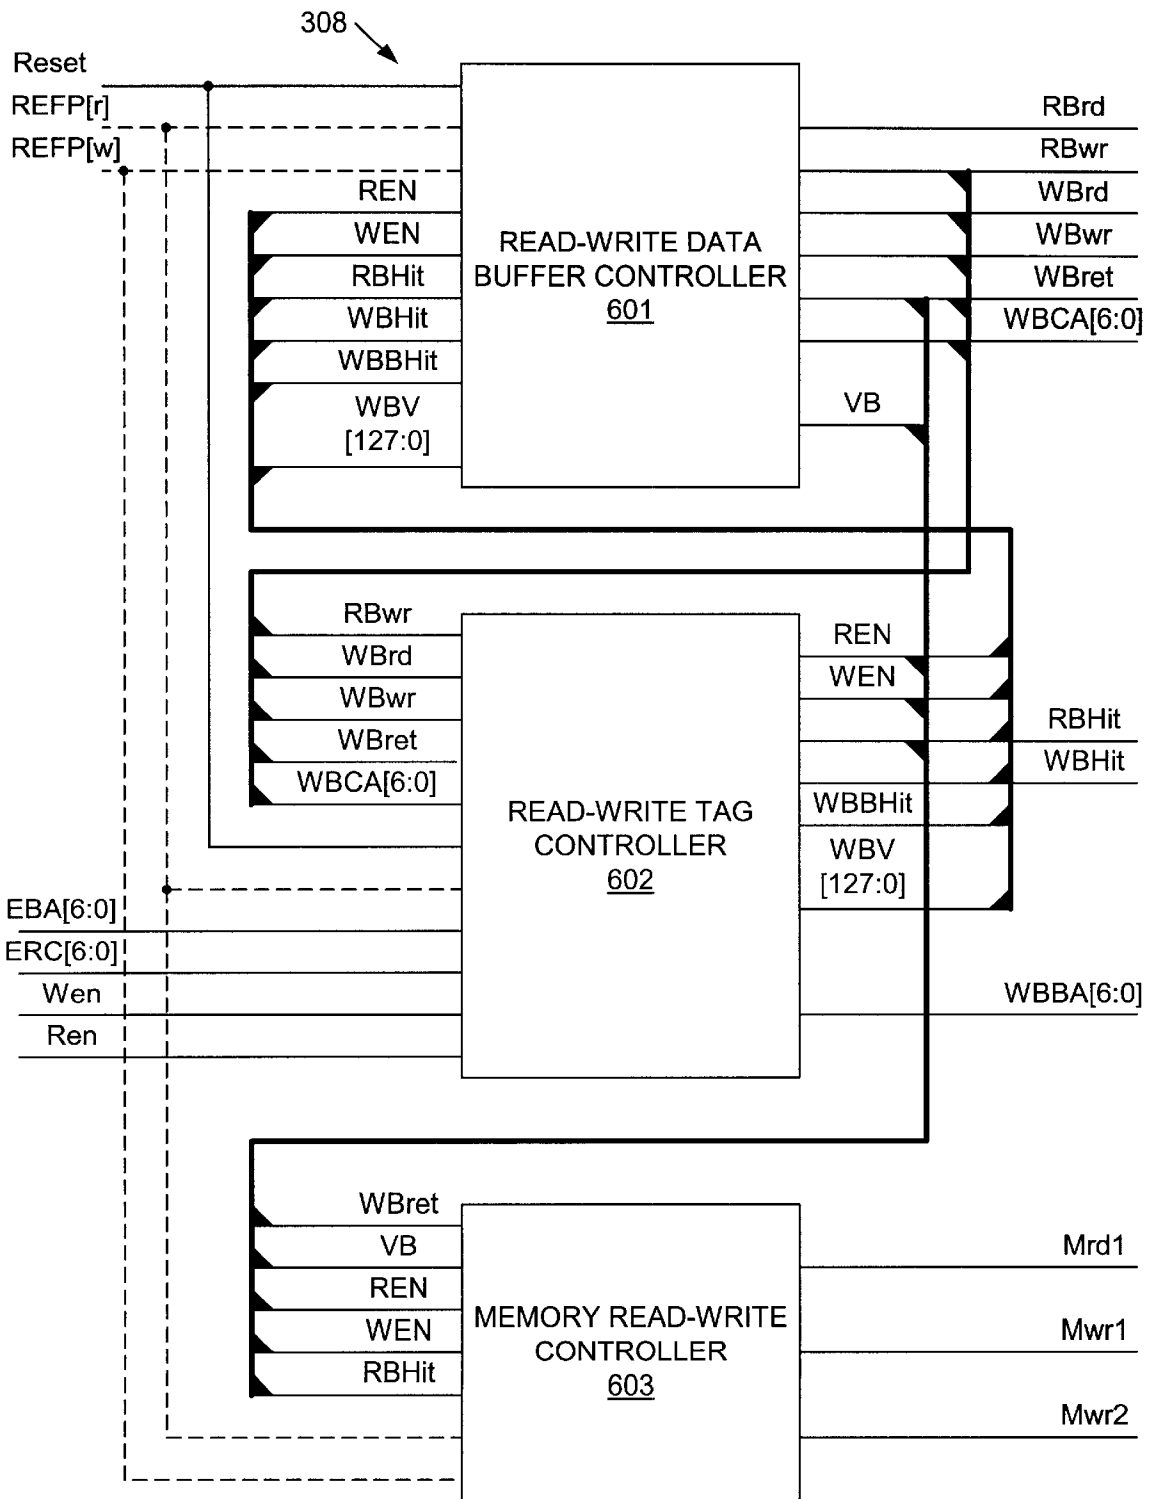 308
Reset
REFP[r]
REFP[w]
REN
WEN
RBHit
WBHit
WBBHit
WBV
[127:0]
READ-WRITE DATA
BUFFER CONTROLLER
601
RBrd
RBwr
WBrd
WBwr
WBret
WBCA[6:0]
VB
RBwr
WBrd
WBwr
WBret
WBCA[6:0]
READ-WRITE TAG
CONTROLLER
602
REN
WEN
RBHit
WBHit
WBBHit
WBV
[127:0]
EBA[6:0]
ERC[6:0]
Wen
Ren
WBBA[6:0]
WBret
VB
REN
WEN
RBHit
MEMORY READ-WRITE
CONTROLLER
603
Mrd1
Mwr1
Mwr2